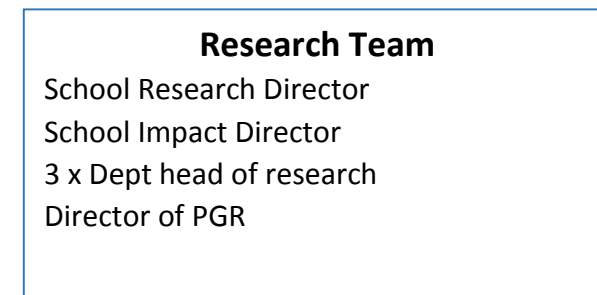 Research Team
School Research Director
School Impact Director
3 x Dept head of research
Director of PGR